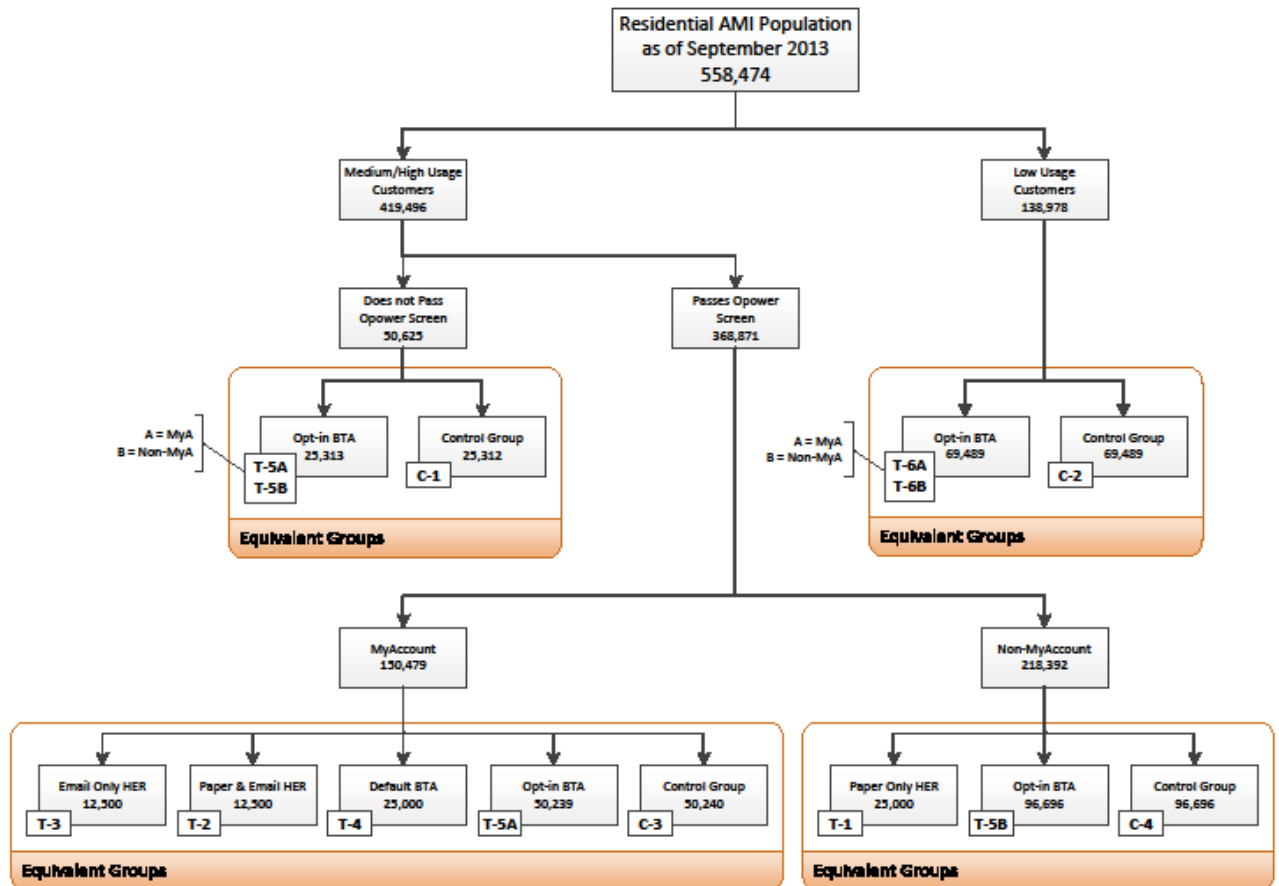 Residential AMI Population
as of September 2013
558,474
Medium/High Usage
Customers
419,496
Low Usage
Customers
138,978
Does not Pass
Opower Screen
50,625
Passes Opower
Screen
368,871
A = MyA
B = Non-MyA
Opt-in BTA
25,313
T-5A
T-5B
Control Group
25,312
C-1
Equivalent Groups
A = MyA
B = Non-MyA
Opt-in BTA
69,489
T-6A
T-6B
Control Group
69,489
C-2
Equivalent Groups
MyAccount
150,479
Non-MyAccount
218,392
Email Only HER
12,500
T-3
Paper & Email HER
12,500
T-2
Default BTA
25,000
T-4
Opt-in BTA
50,239
T-5A
Control Group
50,240
C-3
Equivalent Groups
Paper Only HER
25,000
T-1
Opt-in BTA
96,696
T-5B
Control Group
96,696
C-4
Equivalent Groups